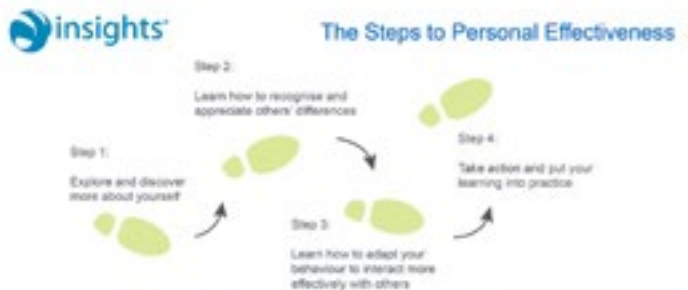 insights
The Steps to Personal Effectiveness
Step 1:
Explore and discover
more about yourself
Step 2:
Learn how to recognise and
appreciate others' differences
Step 3:
Learn how to adapt your
behaviour to interact more
effectively with others
Step 4:
Take action and put your
learning into practice